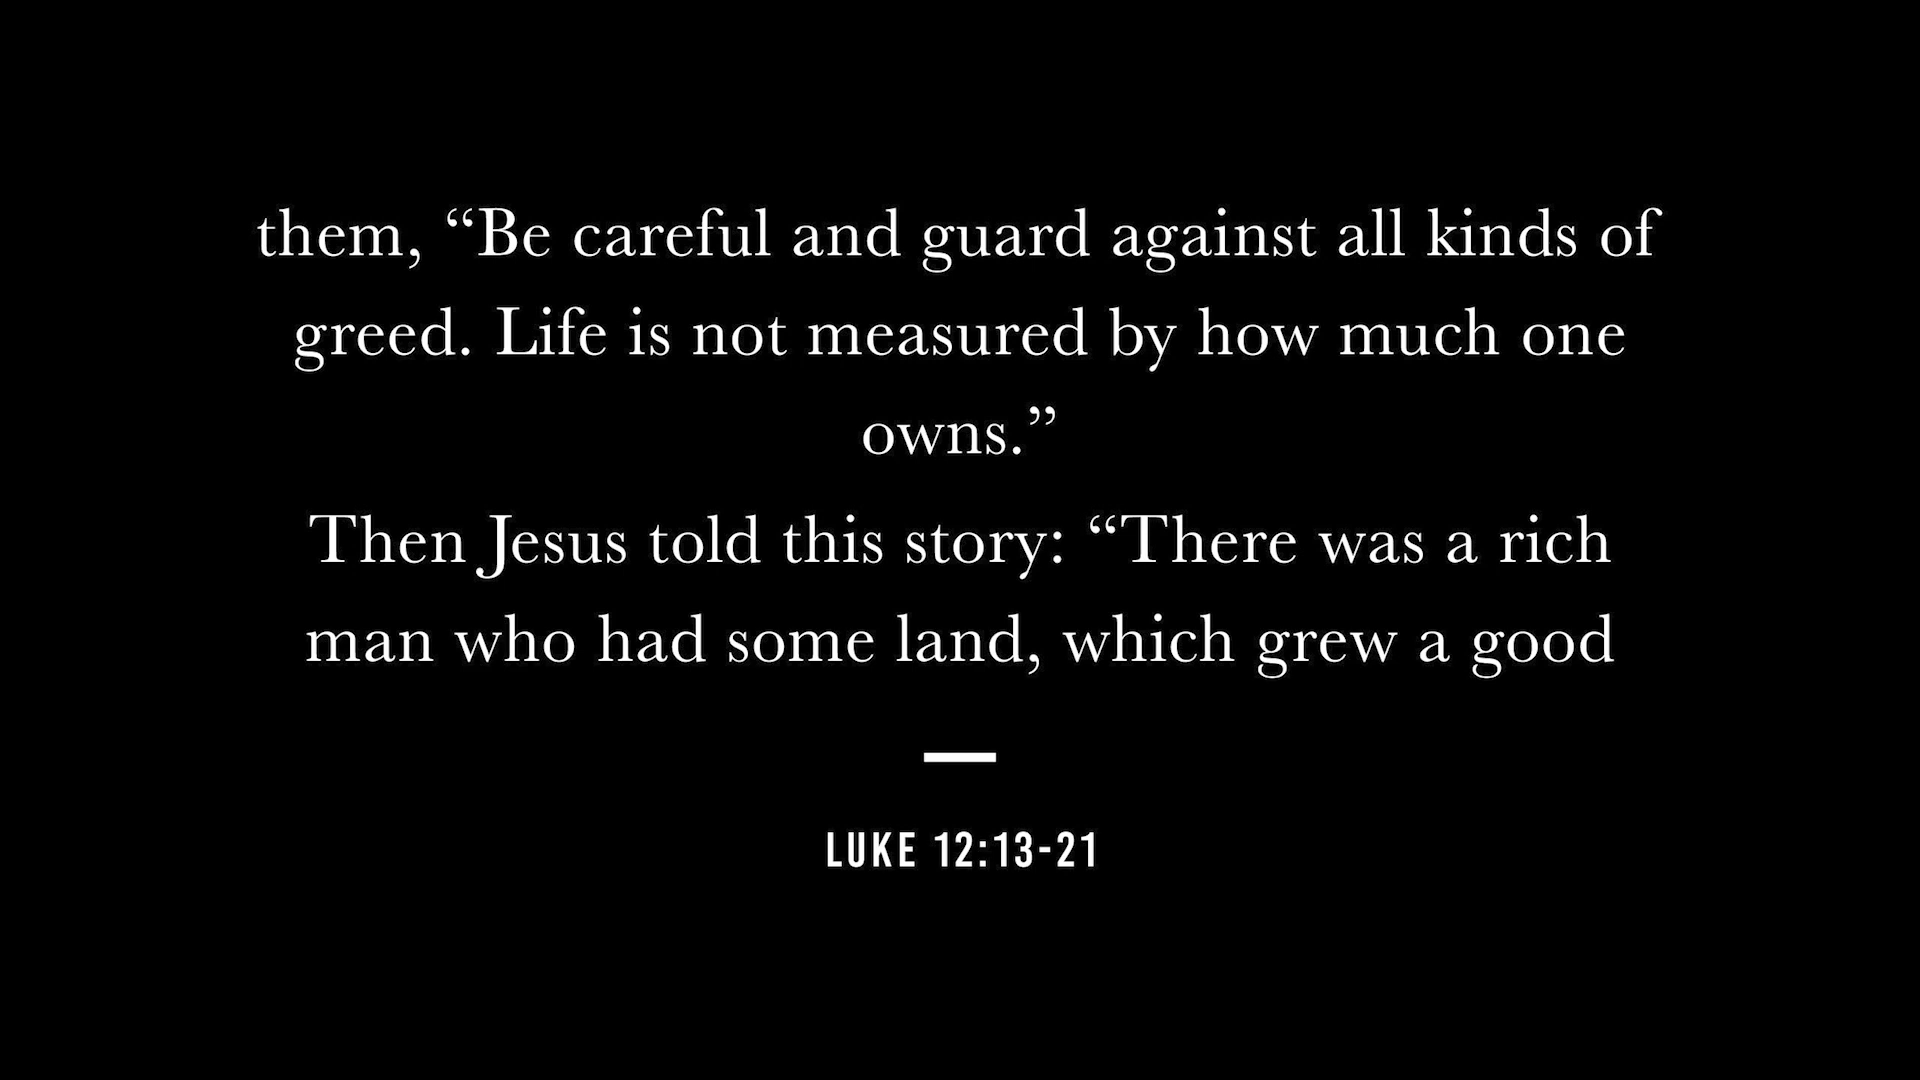 them, “Be careful and guard against all kinds of
greed. Life is not measured by how much one
owns.”
Then Jesus told this story: “There was a rich
man who had some land, which grew a good
LUKE 12:13-21